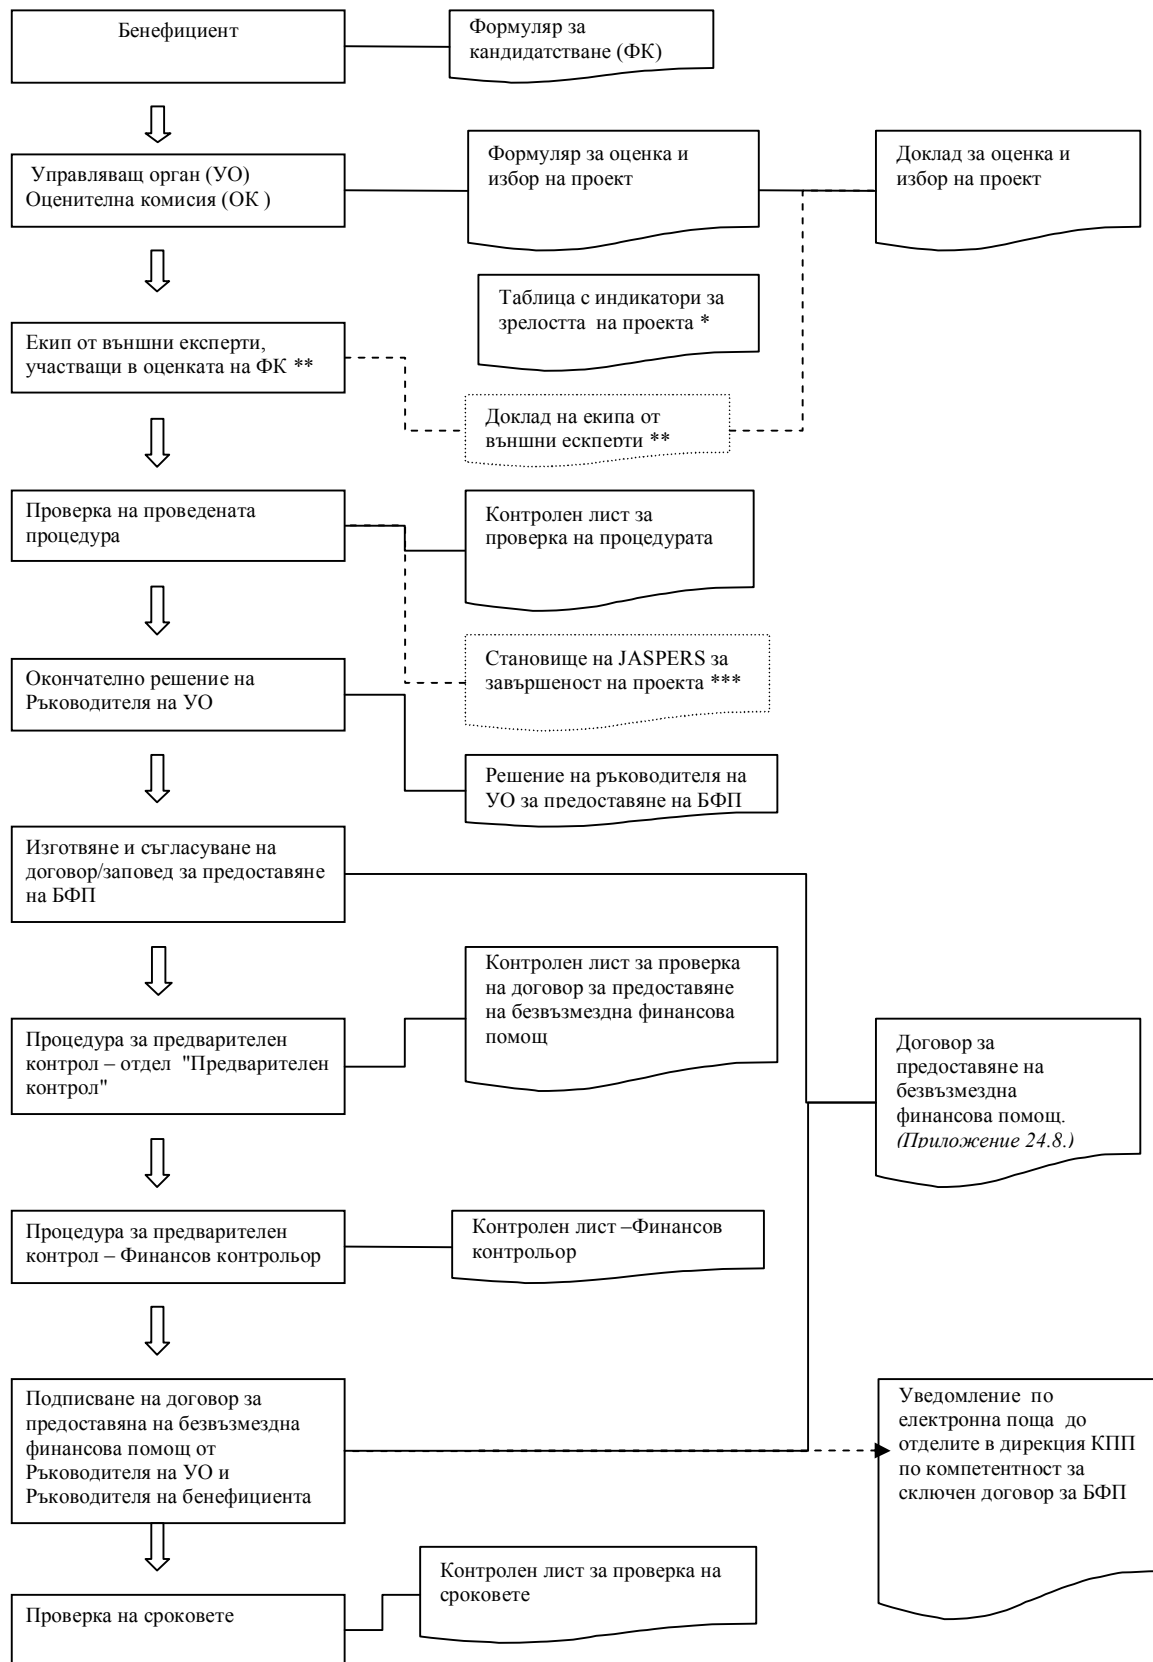 Бенефициент
Формуляр за
кандидатстване (ФК)
Управляващ орган (УО)
Оценителна комисия (ОК )
Формуляр за оценка и
избор на проект
Доклад за оценка и
избор на проект
Таблица с индикатори за
зрелостта на проекта *
Екип от външни експерти,
участващи в оценката на ФК **
Доклад на екипа от
външни ескперти **
Проверка на проведената
процедура
Контролен лист за
проверка на процедурата
Становище на JASPERS за
завършеност на проекта ***
Окончателно решение на
Ръководителя на УО
Решение на ръководителя на
УО за предоставяне на БФП
Изготвяне и съгласуване на
договор/заповед за предоставяне
на БФП
Контролен лист за проверка
на договор за предоставяне
на безвъзмездна финансова
помощ
Процедура за предварителен
контрол – отдел "Предварителен
контрол"
Договор за
предоставяне на
безвъзмездна
финансова помощ.
(Приложение 24.8.)
Процедура за предварителен
контрол – Финансов контрольор
Контролен лист –Финансов
контрольор
Подписване на договор за
предоставяна на безвъзмездна
финансова помощ от
Ръководителя на УО и
Ръководителя на бенефициента
Уведомление по
електронна поща до
отделите в дирекция КПП
по компетентност за
сключен договор за БФП
Контролен лист за проверка на
сроковете
Проверка на сроковете